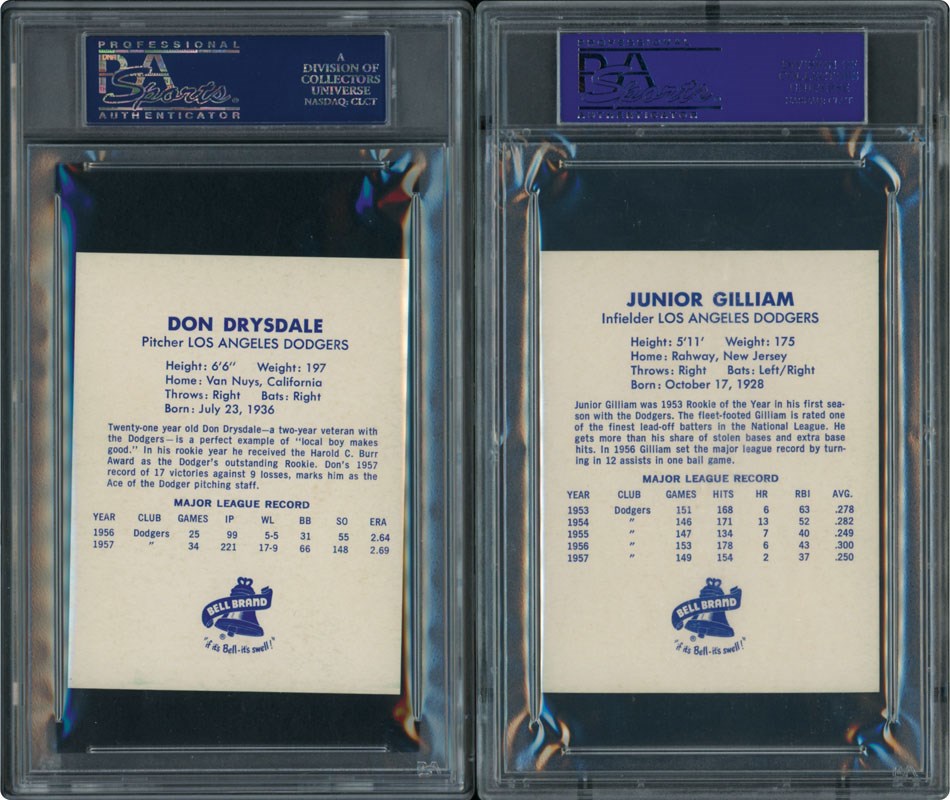 PROFESSIONAL
PSA
Sports
AUTHENTICATOR
A
DIVISION OF
COLLECTORS
UNIVERSE
NASDAQ: CLCT
DON DRYSDALE
Pitcher LOS ANGELES DODGERS
Height: 6'6" Weight: 197
Home: Van Nuys, California
Throws: Right Bats: Right
Born: July 23, 1936
Twenty-one year old Don Drysdale—a two-year veteran with
the Dodgers—is a perfect example of "local boy makes
good." In his rookie year he received the Harold C. Burr
Award as the Dodger's outstanding Rookie. Don's 1957
record of 17 victories against 9 losses, marks him as the
Ace of the Dodger pitching staff.
MAJOR LEAGUE RECORD
YEAR CLUB GAMES IP WL BB SO ERA
1956 Dodgers 25 99 5-5 31 55 2.64
1957 " 34 221 17-9 66 148 2.69
BELL BRAND
®
"if it's Bell-it's swell!"
PROFESSIONAL
PSA
Sports
AUTHENTICATOR
A
DIVISION OF
COLLECTORS
UNIVERSE
NASDAQ: CLCT
JUNIOR GILLIAM
Infielder LOS ANGELES DODGERS
Height: 5'11' Weight: 175
Home: Rahway, New Jersey
Throws: Right Bats: Left/Right
Born: October 17, 1928
Junior Gilliam was 1953 Rookie of the Year in his first sea-
son with the Dodgers. The fleet-footed Gilliam is rated one
of the finest lead-off batters in the National League. He
gets more than his share of stolen bases and extra base
hits. In 1956 Gilliam set the major league record by turn-
ing in 12 assists in one ball game.
MAJOR LEAGUE RECORD
YEAR CLUB GAMES HITS HR RBI AVG.
1953 Dodgers 151 168 6 63 .278
1954 " 146 171 13 52 .282
1955 " 147 134 7 40 .249
1956 " 153 178 6 43 .300
1957 " 149 154 2 37 .250
BELL BRAND
®
"if it's Bell-it's swell!"